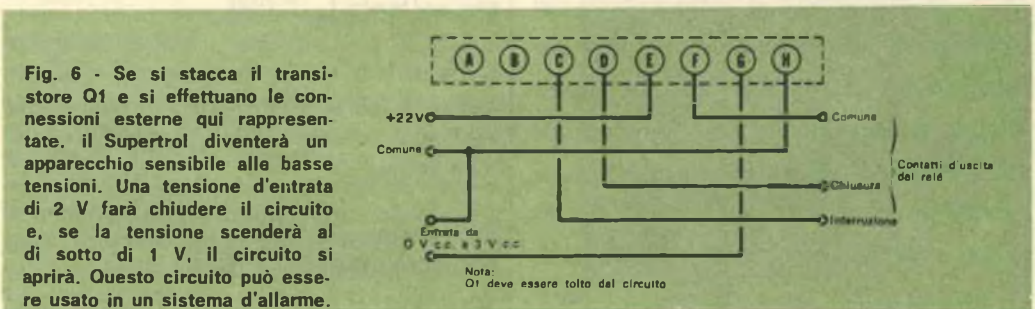 Fig. 6 - Se si stacca il transi-
store Q1 e si effettuano le con-
nessioni esterne qui rappresen-
tate. il Supertrol diventerà un
apparecchio sensibile alle basse
tensioni. Una tensione d'entrata
di 2 V farà chiudere il circuito
e, se la tensione scenderà al
di sotto di 1 V, il circuito si
aprirà. Questo circuito può esse-
re usato in un sistema d'allarme.
A B C D E F G H
+22V
Comune
Comune
Contatti d'uscita
del relé
Chiusura
Interruzione
Entrata da
0 V c.c. a 3 V c.c.
Nota:
Q1 deve essere tolto dal circuito